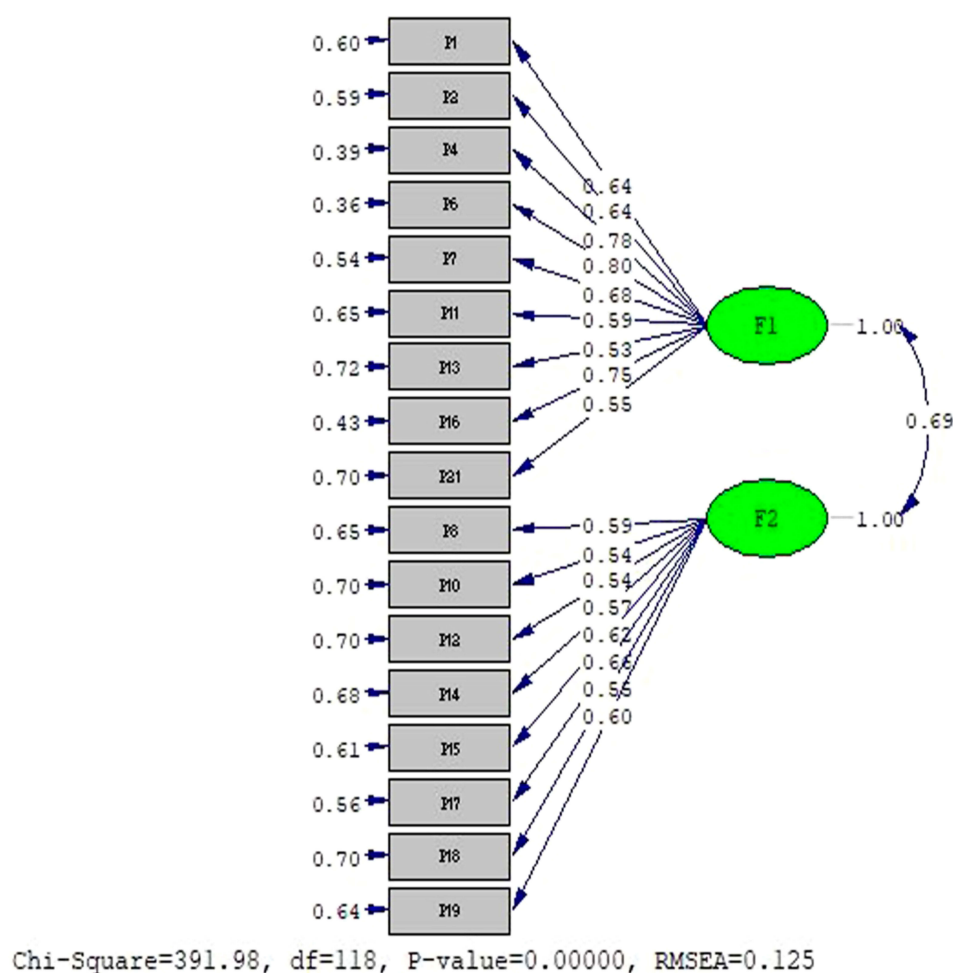 0.60 P1
0.59 P2
0.39 P4
0.64
0.36 P6
0.64
0.78
0.54 P7
0.80
0.68
0.65 P11
0.59
F1 1.00
0.53
0.72 P13
0.75
0.55
0.43 P16
0.69
0.70 P21
0.65 P8
0.59
F2 1.00
0.54
0.70 P10
0.54
0.57
0.70 P12
0.62
0.66
0.68 P14
0.55
0.60
0.61 P15
0.56 P17
0.70 P18
0.64 P19
Chi-Square=391.98, df=118, P-value=0.00000, RMSEA=0.125